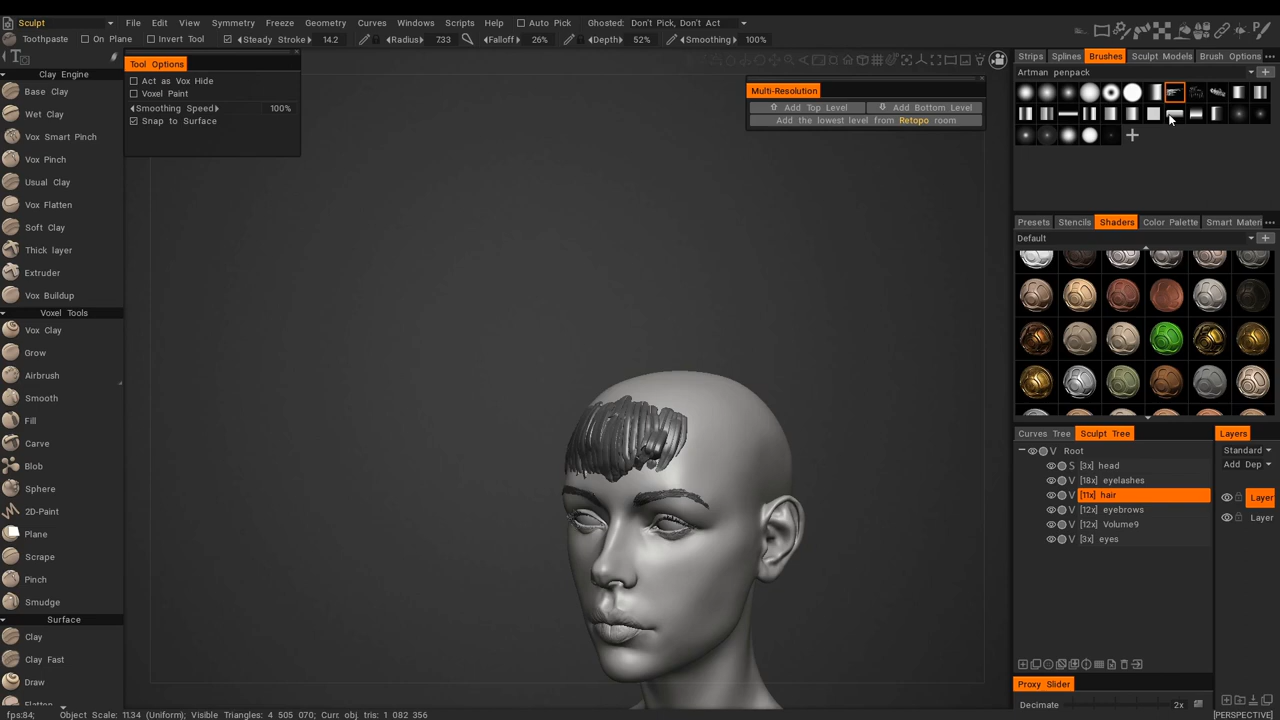 Sculpt File Edit View Symmetry Freeze Geometry Curves Windows Scripts Help Auto Pick Ghosted: Don't Pick, Don't Act
Toothpaste On Plane Invert Tool Steady Stroke 14.2 Radius 733 Falloff 26% Depth 52% Smoothing 100%
Clay Engine
Base Clay
Wet Clay
Vox Smart Pinch
Vox Pinch
Usual Clay
Vox Flatten
Soft Clay
Thick layer
Extruder
Vox Buildup
Voxel Tools
Vox Clay
Grow
Airbrush
Smooth
Fill
Carve
Blob
Sphere
2D-Paint
Plane
Scrape
Pinch
Smudge
Surface
Clay
Clay Fast
Draw
Flatten
Tool Options
Act as Vox Hide
Voxel Paint
Smoothing Speed 100%
Snap to Surface
Multi-Resolution
Add Top Level Add Bottom Level
Add the lowest level from Retopo room
Strips Splines Brushes Sculpt Models Brush Options
Artman penpack
Presets Stencils Shaders Color Palette Smart Materi
Default
Curves Tree Sculpt Tree
V Root
S [3x] head
V [18x] eyelashes
V [11x] hair
V [12x] eyebrows
V [12x] Volume9
V [3x] eyes
Layers
Standard
Add Dep
Layer
Layer
Proxy Slider
Decimate 2x
fps:84; Object Scale: 1134 (Uniform); Visible Triangles: 4 505 070; Curr. obj. tris: 1 082 356 [PERSPECTIVE]